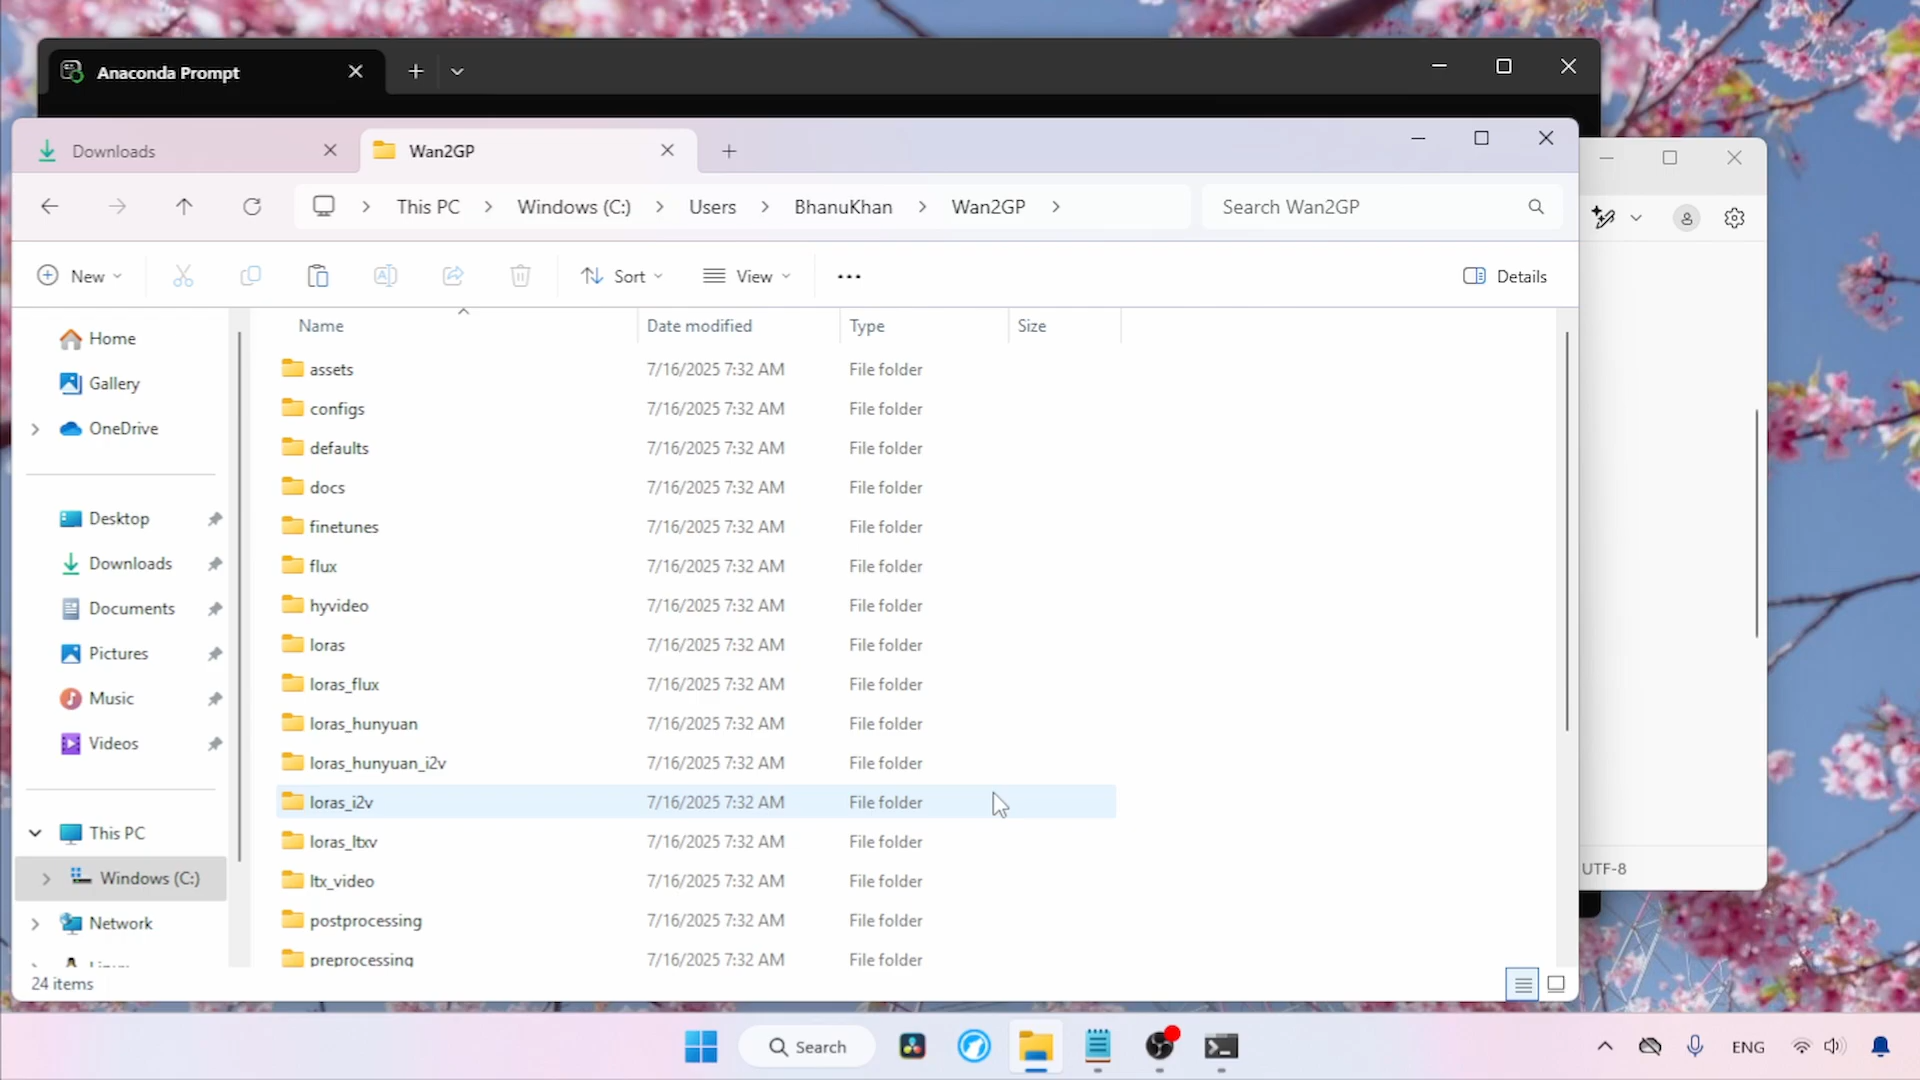 Anaconda Prompt
Downloads
Wan2GP
This PC
Windows (C:)
Users
BhanuKhan
Wan2GP
Search Wan2GP
New
Sort
View
Details
Name
Date modified
Type
Size
Home
Gallery
OneDrive
Desktop
Downloads
Documents
Pictures
Music
Videos
This PC
Windows (C:)
Network
assets 7/16/2025 7:32 AM File folder
configs 7/16/2025 7:32 AM File folder
defaults 7/16/2025 7:32 AM File folder
docs 7/16/2025 7:32 AM File folder
finetunes 7/16/2025 7:32 AM File folder
flux 7/16/2025 7:32 AM File folder
hyvideo 7/16/2025 7:32 AM File folder
loras 7/16/2025 7:32 AM File folder
loras_flux 7/16/2025 7:32 AM File folder
loras_hunyuan 7/16/2025 7:32 AM File folder
loras_hunyuan_i2v 7/16/2025 7:32 AM File folder
loras_i2v 7/16/2025 7:32 AM File folder
loras_ltxv 7/16/2025 7:32 AM File folder
ltx_video 7/16/2025 7:32 AM File folder
postprocessing 7/16/2025 7:32 AM File folder
preprocessing 7/16/2025 7:32 AM File folder
24 items
UTF-8
Search
ENG